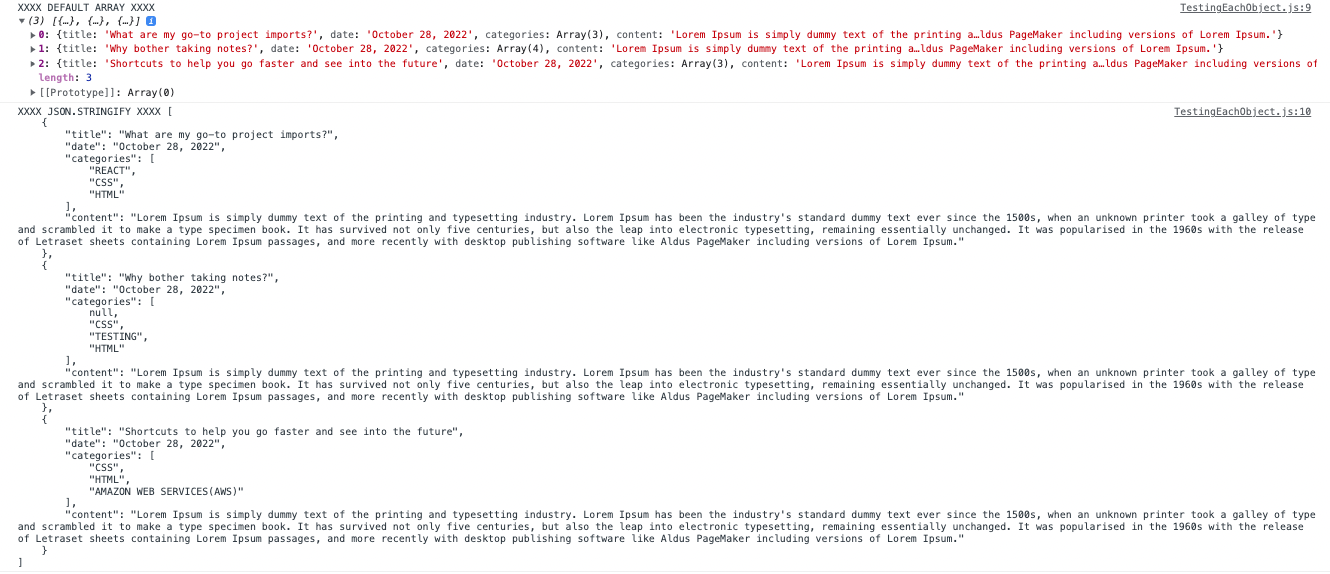 XXXX DEFAULT ARRAY XXXX TestingEachObject.js:9
▼(3) [{…}, {…}, {…}] i
▶0: {title: 'What are my go-to project imports?', date: 'October 28, 2022', categories: Array(3), content: 'Lorem Ipsum is simply dummy text of the printing a…ldus PageMaker including versions of Lorem Ipsum.'}
▶1: {title: 'Why bother taking notes?', date: 'October 28, 2022', categories: Array(4), content: 'Lorem Ipsum is simply dummy text of the printing a…ldus PageMaker including versions of Lorem Ipsum.'}
▶2: {title: 'Shortcuts to help you go faster and see into the future', date: 'October 28, 2022', categories: Array(3), content: 'Lorem Ipsum is simply dummy text of the printing a…ldus PageMaker including versions of
length: 3
▶[[Prototype]]: Array(0)
XXXX JSON.STRINGIFY XXXX [ TestingEachObject.js:10
{
"title": "What are my go-to project imports?",
"date": "October 28, 2022",
"categories": [
"REACT",
"CSS",
"HTML"
],
"content": "Lorem Ipsum is simply dummy text of the printing and typesetting industry. Lorem Ipsum has been the industry's standard dummy text ever since the 1500s, when an unknown printer took a galley of type
and scrambled it to make a type specimen book. It has survived not only five centuries, but also the leap into electronic typesetting, remaining essentially unchanged. It was popularised in the 1960s with the release
of Letraset sheets containing Lorem Ipsum passages, and more recently with desktop publishing software like Aldus PageMaker including versions of Lorem Ipsum."
},
{
"title": "Why bother taking notes?",
"date": "October 28, 2022",
"categories": [
null,
"CSS",
"TESTING",
"HTML"
],
"content": "Lorem Ipsum is simply dummy text of the printing and typesetting industry. Lorem Ipsum has been the industry's standard dummy text ever since the 1500s, when an unknown printer took a galley of type
and scrambled it to make a type specimen book. It has survived not only five centuries, but also the leap into electronic typesetting, remaining essentially unchanged. It was popularised in the 1960s with the release
of Letraset sheets containing Lorem Ipsum passages, and more recently with desktop publishing software like Aldus PageMaker including versions of Lorem Ipsum."
},
{
"title": "Shortcuts to help you go faster and see into the future",
"date": "October 28, 2022",
"categories": [
"CSS",
"HTML",
"AMAZON WEB SERVICES(AWS)"
],
"content": "Lorem Ipsum is simply dummy text of the printing and typesetting industry. Lorem Ipsum has been the industry's standard dummy text ever since the 1500s, when an unknown printer took a galley of type
and scrambled it to make a type specimen book. It has survived not only five centuries, but also the leap into electronic typesetting, remaining essentially unchanged. It was popularised in the 1960s with the release
of Letraset sheets containing Lorem Ipsum passages, and more recently with desktop publishing software like Aldus PageMaker including versions of Lorem Ipsum."
}
]